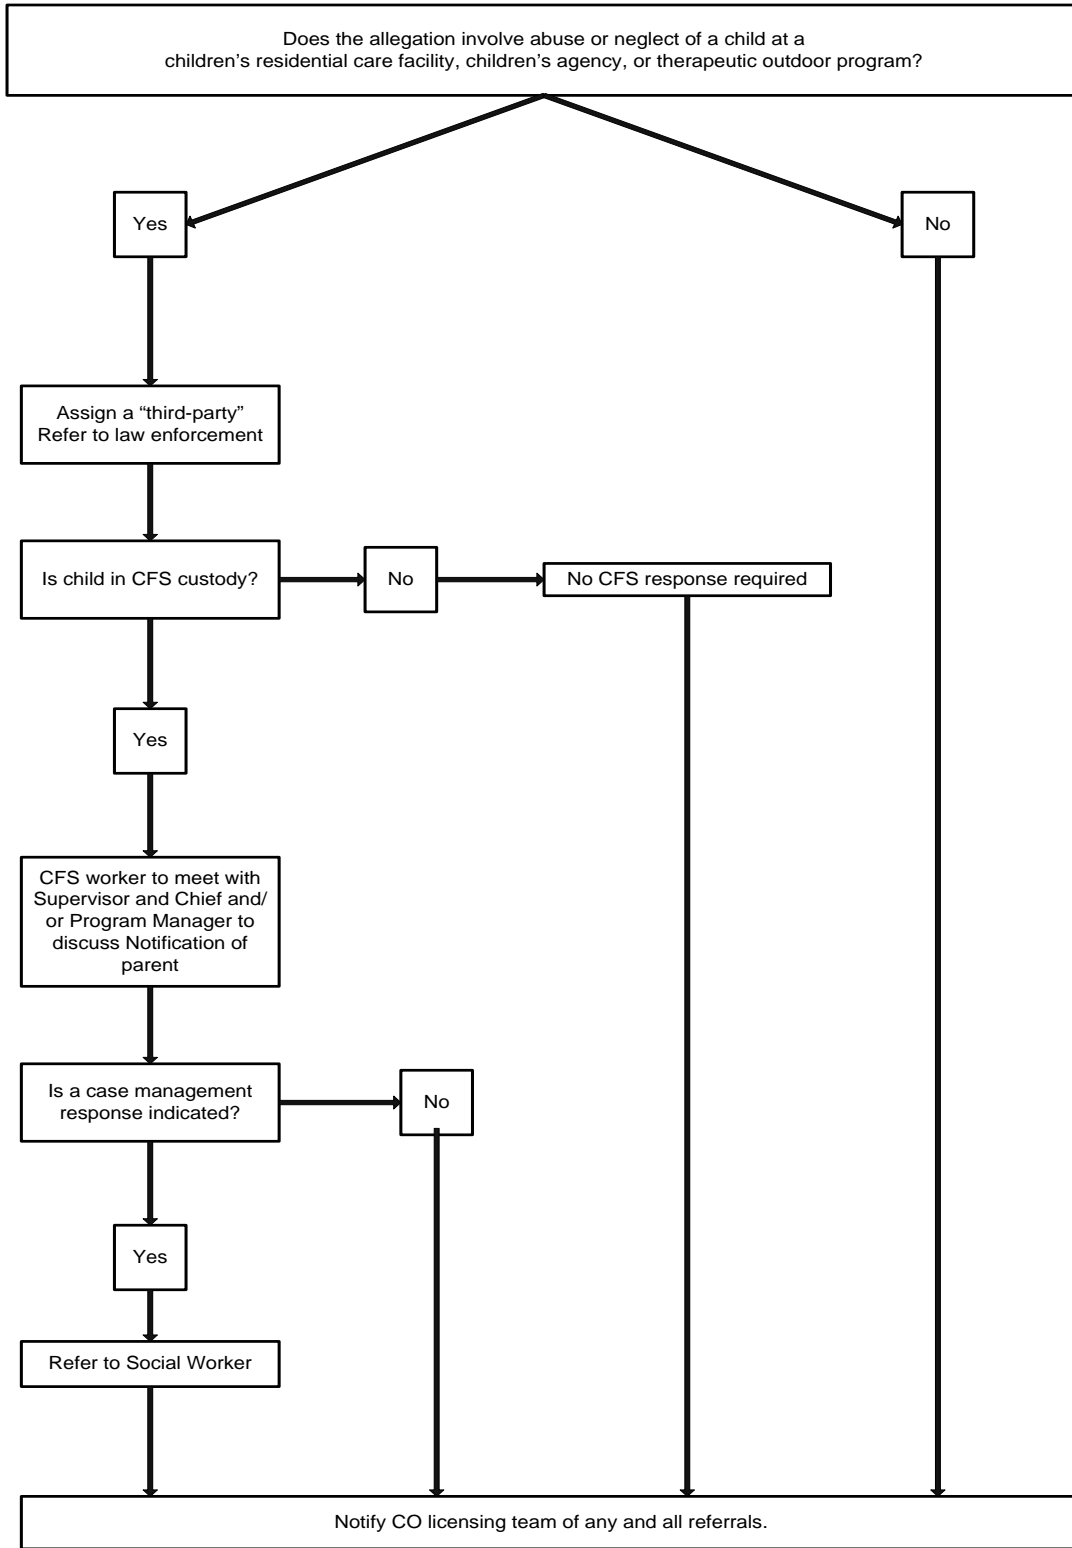 Does the allegation involve abuse or neglect of a child at a
children’s residential care facility, children’s agency, or therapeutic outdoor program?
Yes
No
Assign a “third-party”
Refer to law enforcement
Is child in CFS custody?
No
No CFS response required
Yes
CFS worker to meet with
Supervisor and Chief and/
or Program Manager to
discuss Notification of
parent
Is a case management
response indicated?
No
Yes
Refer to Social Worker
Notify CO licensing team of any and all referrals.